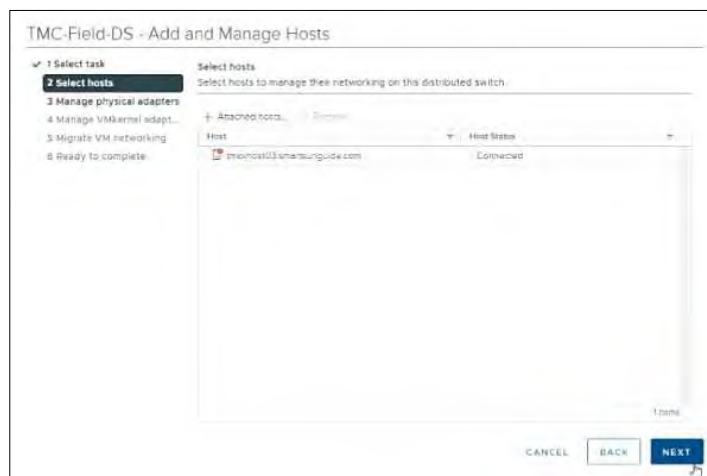 TMC-Field-DS - Add and Manage Hosts
✓ 1 Select task
2 Select hosts
3 Manage physical adapters
4 Manage VMkernel adapt...
5 Migrate VM networking
6 Ready to complete
Select hosts
Select hosts to manage their networking on this distributed switch.
+ Attached hosts...
Host
Host Status
Connected
1 items
CANCEL
BACK
NEXT